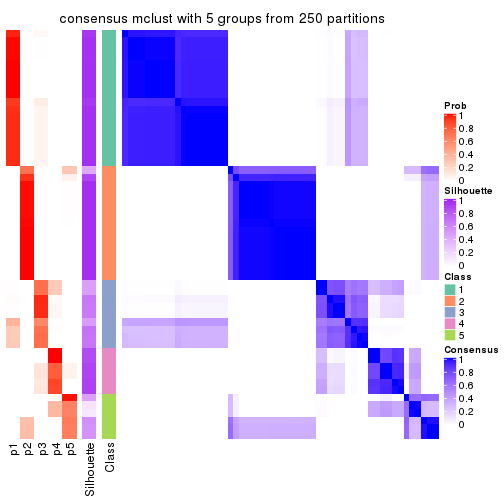 consensus mclust with 5 groups from 250 partitions
Prob
1
0.8
0.6
0.4
0.2
0
Silhouette
1
0.8
0.6
0.4
0.2
0
Class
1
2
3
4
5
Consensus
1
0.8
0.6
0.4
0.2
0
p1
p2
p3
p4
p5
Silhouette
Class